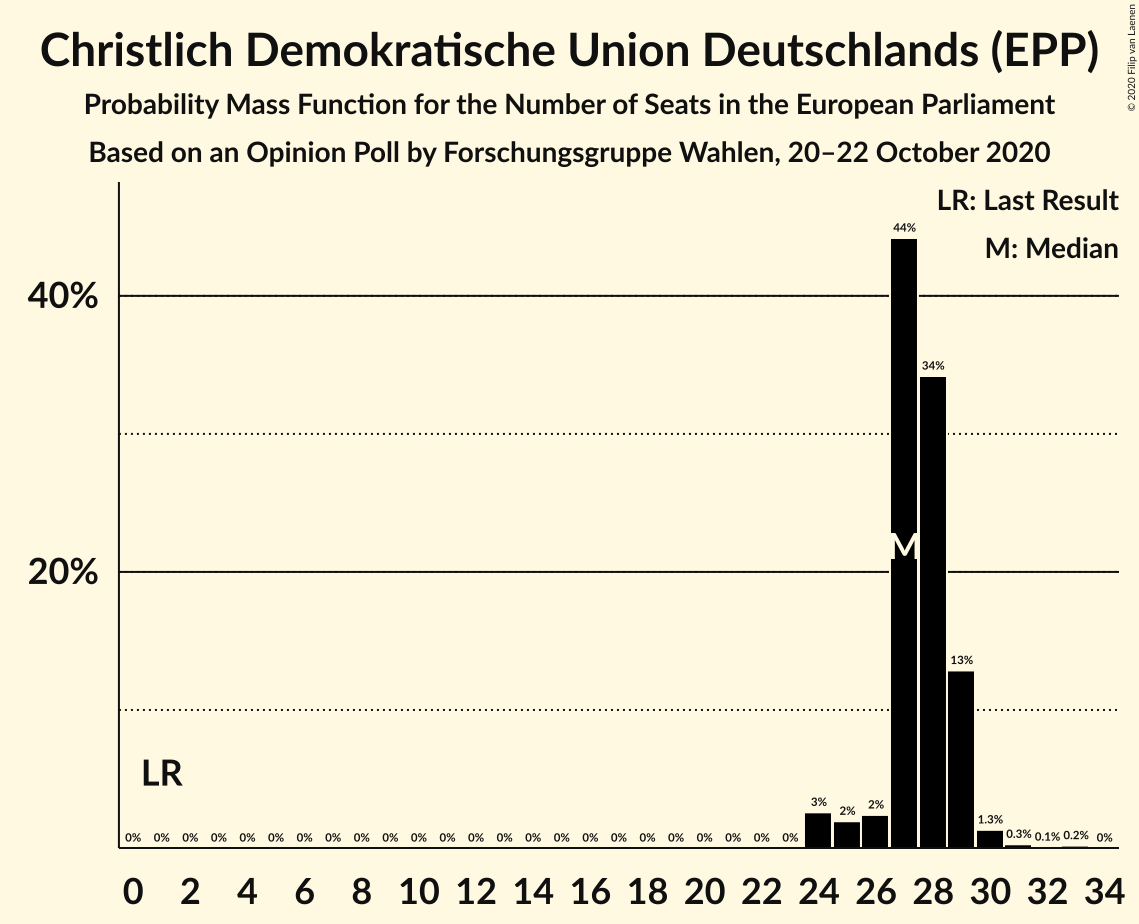 Christlich Demokratische Union Deutschlands (EPP)
Probability Mass Function for the Number of Seats in the European Parliament
Based on an Opinion Poll by Forschungsgruppe Wahlen, 20–22 October 2020
© 2020 Filip van Laenen
LR: Last Result
M: Median
44%
40%
34%
M
20%
13%
LR
3% 2% 2% 1.3% 0.3% 0.1% 0.2% 0%
0% 0% 0% 0% 0% 0% 0% 0% 0% 0% 0% 0% 0% 0% 0% 0% 0% 0% 0% 0% 0% 0% 0% 0%
0 2 4 6 8 10 12 14 16 18 20 22 24 26 28 30 32 34